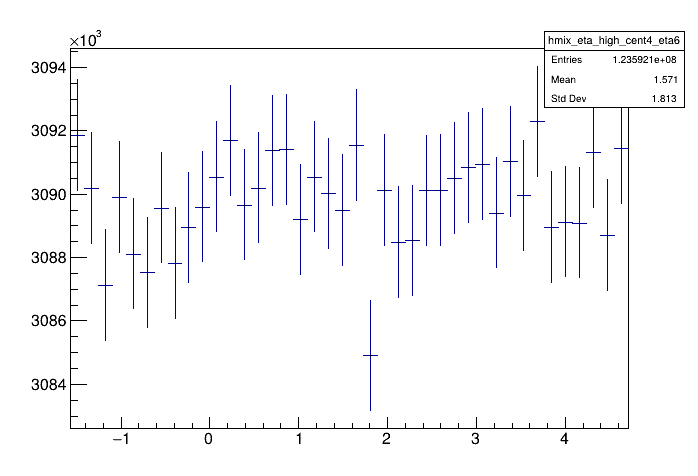 ×10³
hmix_eta_high_cent4_eta6
Entries 1.235921e+08
Mean 1.571
Std Dev 1.813
3094
3092
3090
3088
3086
3084
−1 0 1 2 3 4